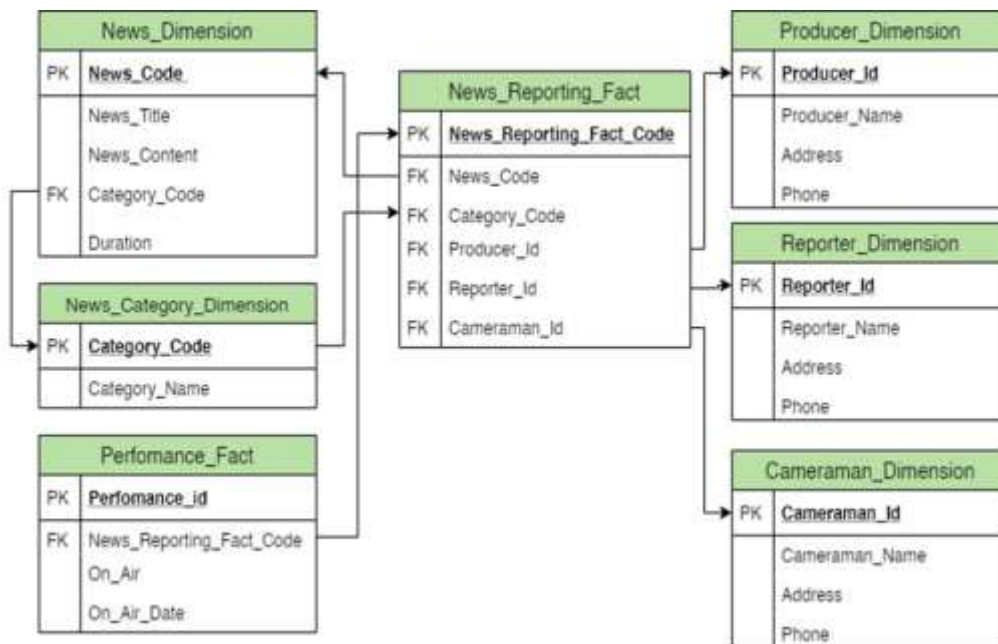 News_Dimension
PK News_Code
News_Title
News_Content
FK Category_Code
Duration
News_Category_Dimension
PK Category_Code
Category_Name
Perfomance_Fact
PK Perfomance_id
FK News_Reporting_Fact_Code
On_Air
On_Air_Date
News_Reporting_Fact
PK News_Reporting_Fact_Code
FK News_Code
FK Category_Code
FK Producer_Id
FK Reporter_Id
FK Cameraman_Id
Producer_Dimension
PK Producer_Id
Producer_Name
Address
Phone
Reporter_Dimension
PK Reporter_Id
Reporter_Name
Address
Phone
Cameraman_Dimension
PK Cameraman_Id
Cameraman_Name
Address
Phone